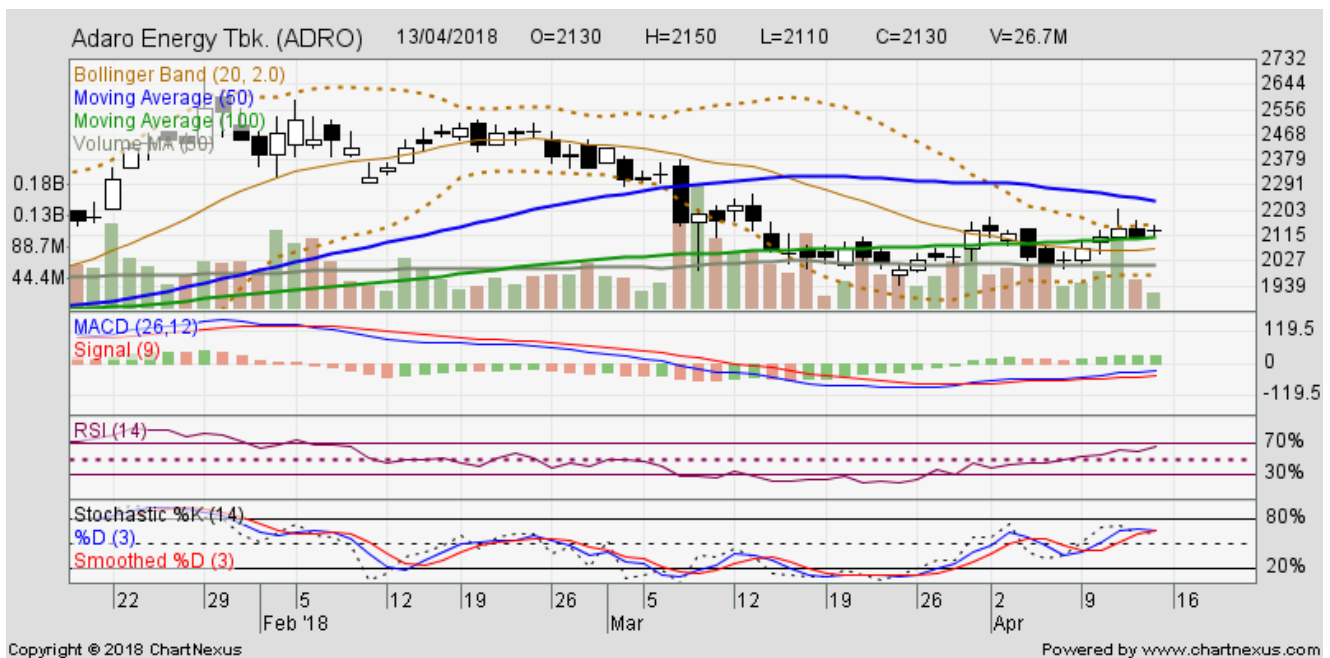 Adaro Energy Tbk. (ADRO) 13/04/2018 O=2130 H=2150 L=2110 C=2130 V=26.7M
Bollinger Band (20, 2.0)
Moving Average (50)
Moving Average (100)
Volume MA (50)
0.18B
0.13B
88.7M
44.4M
2732
2644
2556
2468
2379
2291
2203
2115
2027
1939
MACD (26,12)
Signal (9)
119.5
0
-119.5
RSI (14)
70%
30%
Stochastic %K (14)
%D (3)
Smoothed %D (3)
80%
20%
22 29 5 12 19 26 5 12 19 26 2 9 16
Feb '18 Mar Apr
Copyright © 2018 ChartNexus Powered by www.chartnexus.com